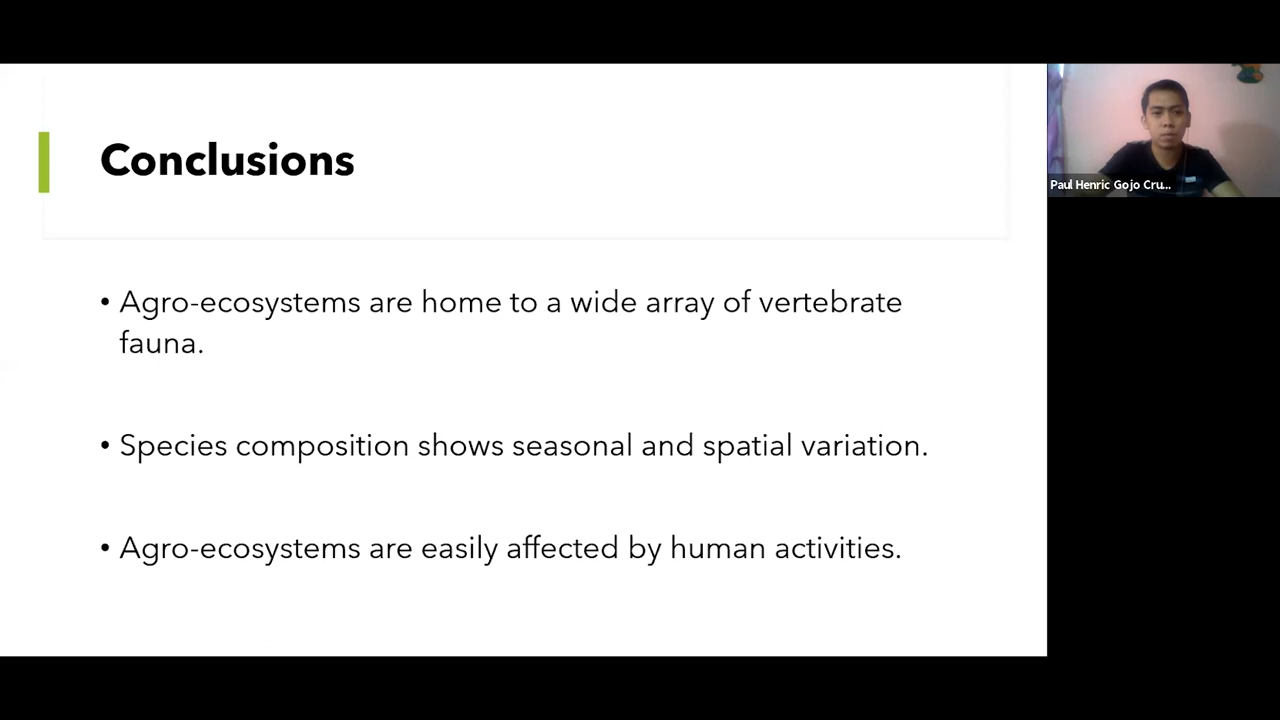 Conclusions
• Agro-ecosystems are home to a wide array of vertebrate
fauna.
• Species composition shows seasonal and spatial variation.
• Agro-ecosystems are easily affected by human activities.
Paul Henric Gojo Cru...